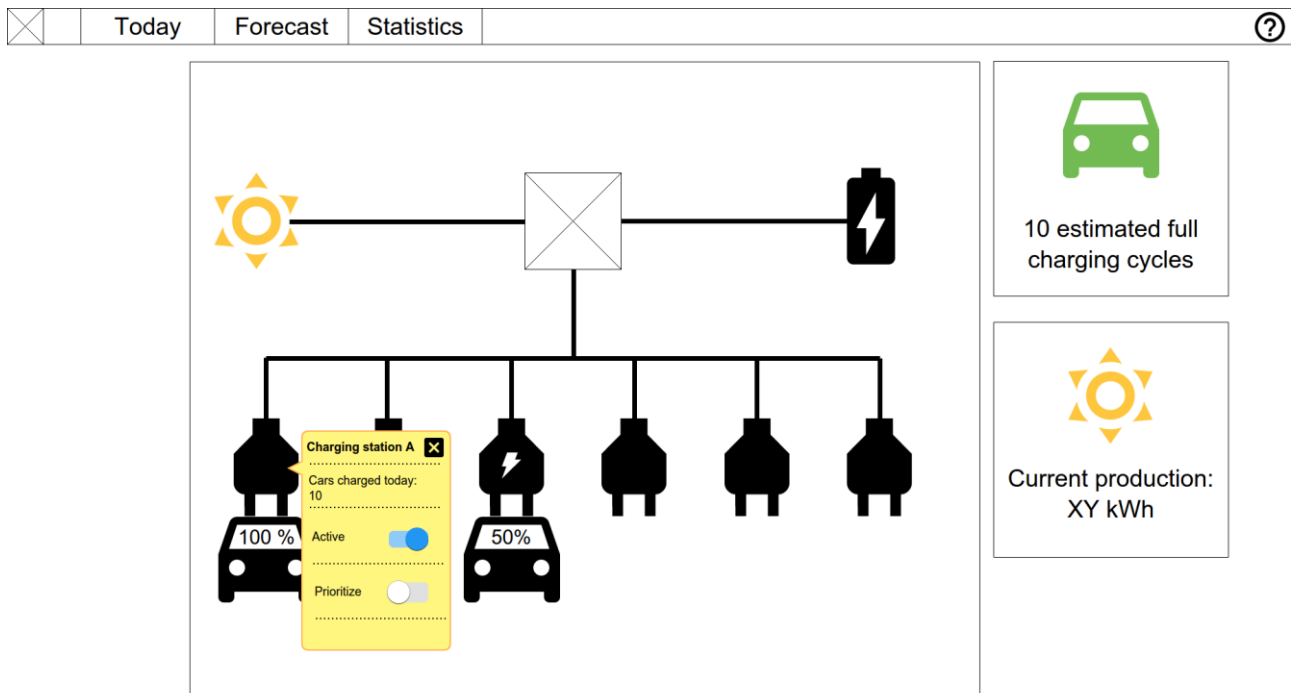 Today
Forecast
Statistics
?
10 estimated full
charging cycles
Current production:
XY kWh
Charging station A
Cars charged today:
10
Active
Prioritize
100 %
50%